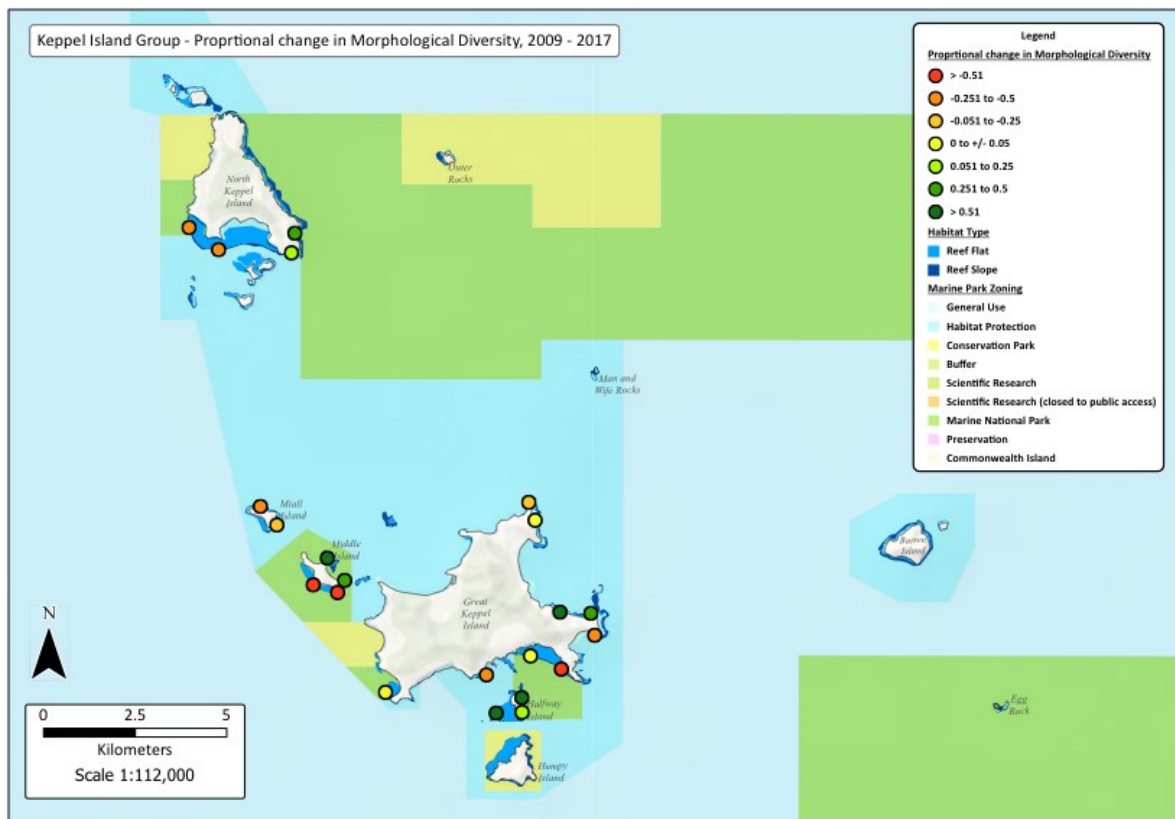 Keppel Island Group - Proprtional change in Morphological Diversity, 2009 - 2017
Legend
Proprtional change in Morphological Diversity
> -0.51
-0.251 to -0.5
-0.051 to -0.25
0 to +/- 0.05
0.051 to 0.25
0.251 to 0.5
> 0.51
Habitat Type
Reef Flat
Reef Slope
Marine Park Zoning
General Use
Habitat Protection
Conservation Park
Buffer
Scientific Research
Scientific Research (closed to public access)
Marine National Park
Preservation
Commonwealth Island
Outer
Rocks
North
Keppel
Island
Man and
Wife Rocks
Miall
Island
Middle
Island
Barren
Island
Great
Keppel
Island
Halfway
Island
Egg
Rock
Humpy
Island
N
0 2.5 5
Kilometers
Scale 1:112,000